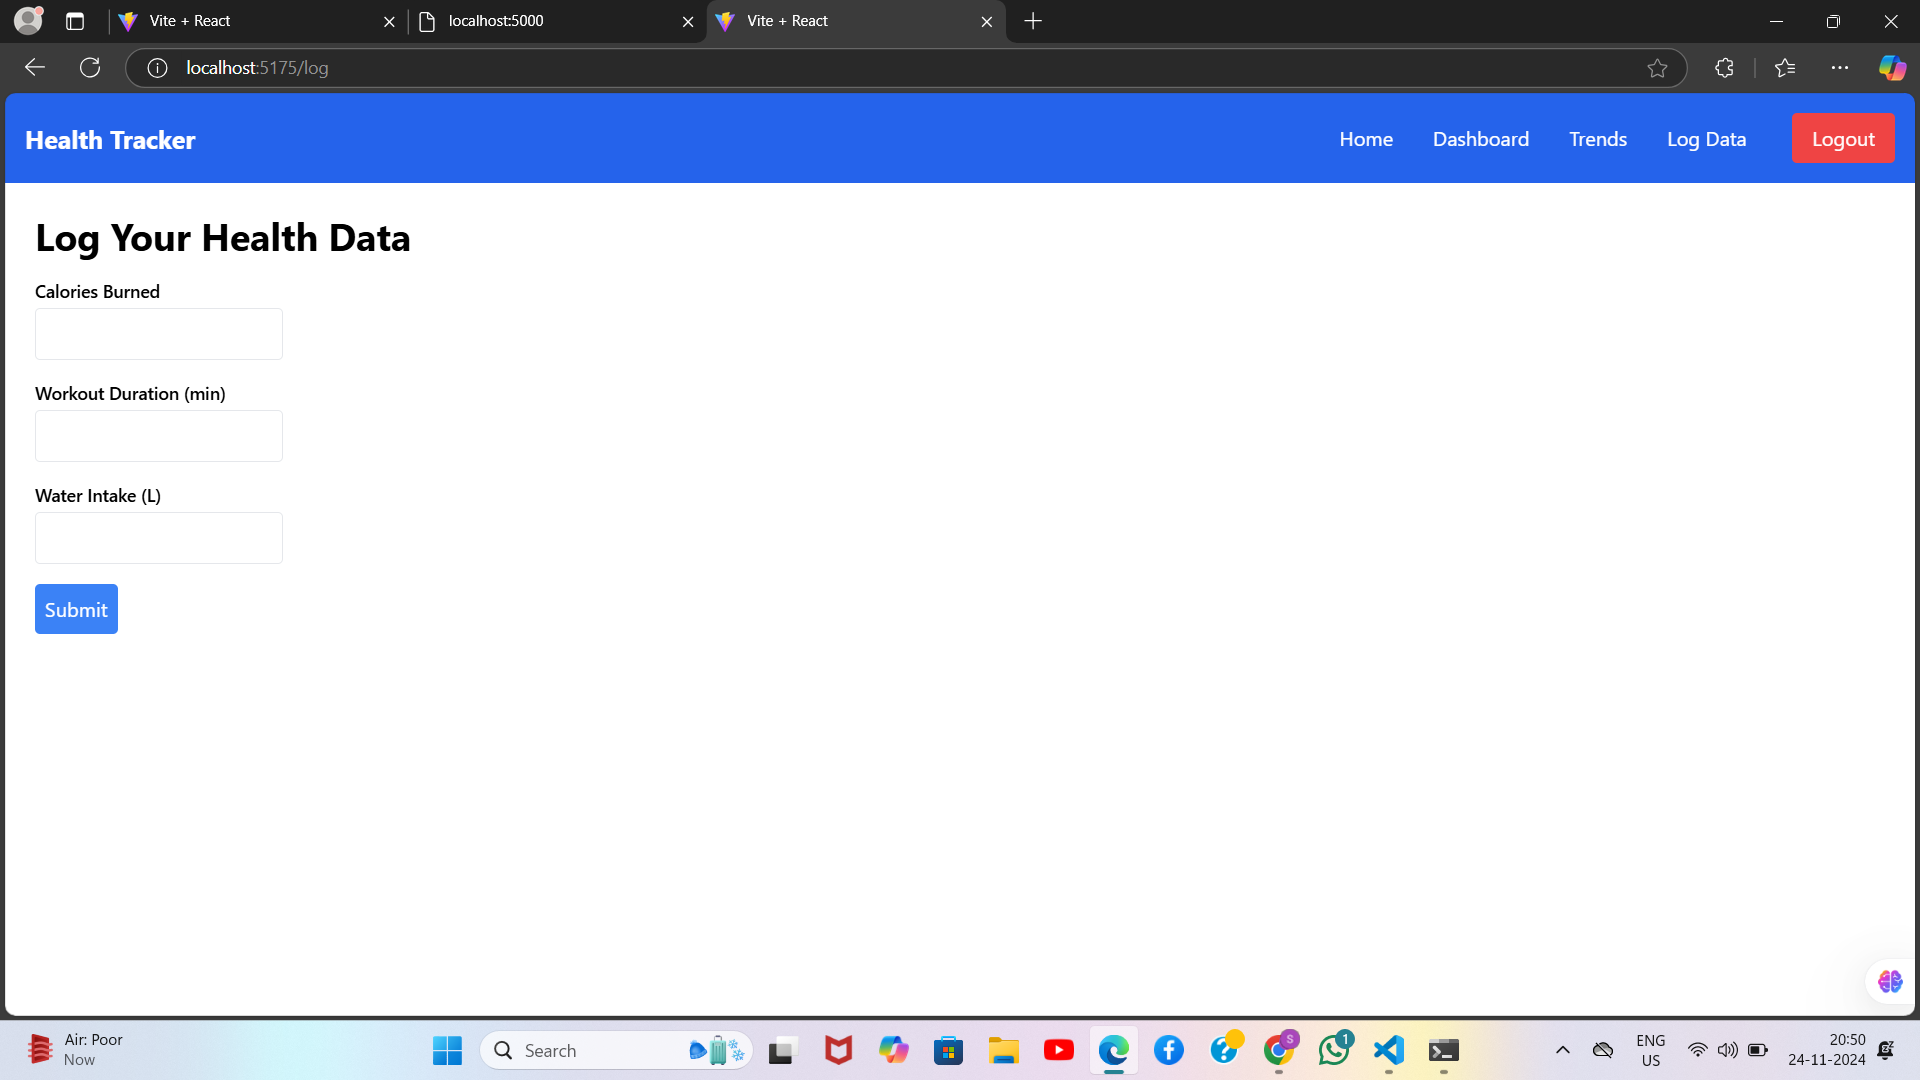 Vite + React
localhost:5000
Vite + React
localhost:5175/log
Health Tracker
Home
Dashboard
Trends
Log Data
Logout
Log Your Health Data
Calories Burned
Workout Duration (min)
Water Intake (L)
Submit
Air: Poor
Now
Search
S
1
ENG
US
20:50
24-11-2024